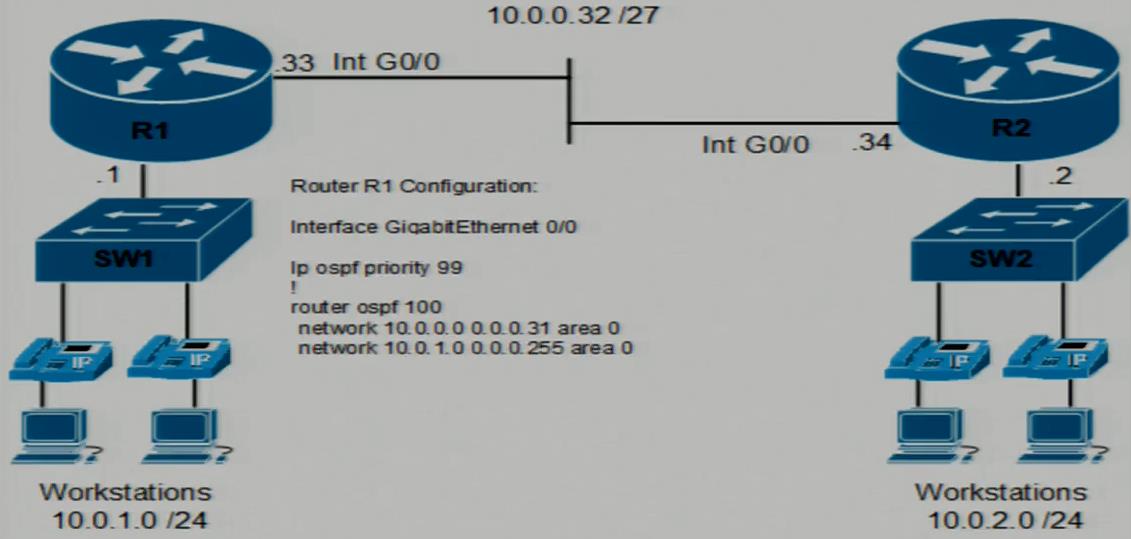 10.0.0.32 /27
.33 Int G0/0
R1
Int G0/0 .34
R2
.1
.2
Router R1 Configuration:
Interface GigabitEthernet 0/0
Ip ospf priority 99
!
router ospf 100
network 10.0.0.0 0.0.0.31 area 0
network 10.0.1.0 0.0.0.255 area 0
SW1
SW2
IP
IP
IP
IP
Workstations
10.0.1.0 /24
Workstations
10.0.2.0 /24